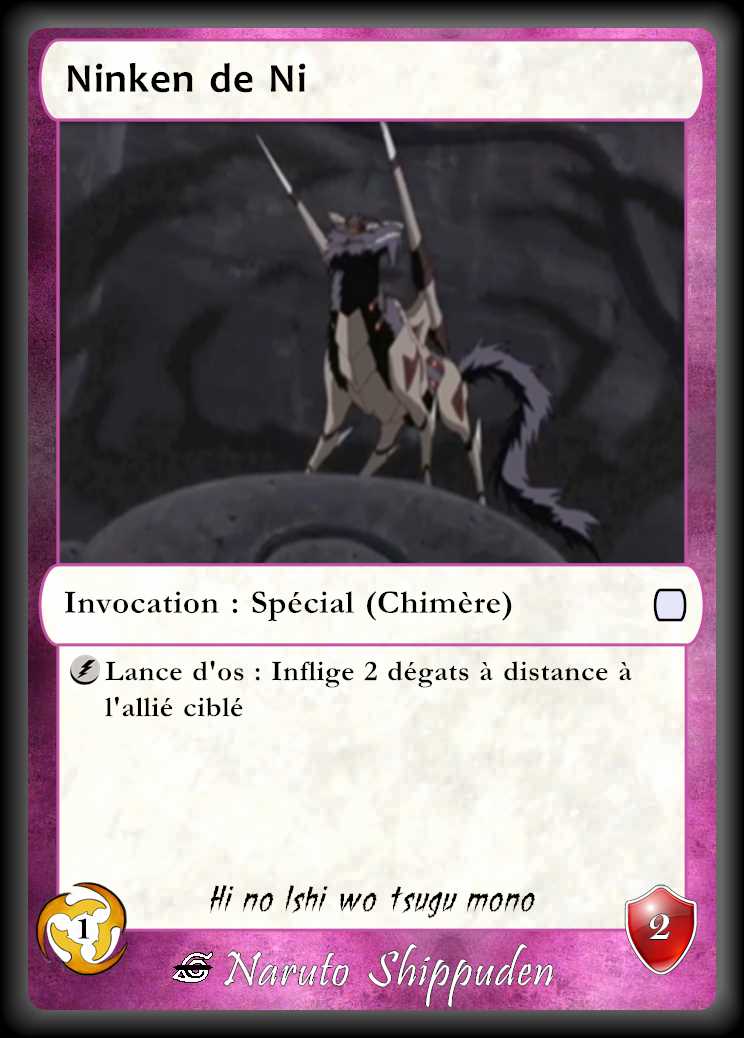 Ninken de Ni
Invocation : Spécial (Chimère)
Lance d'os : Inflige 2 dégats à distance à
l'allié ciblé
Hi no Ishi wo tsugu mono
1
2
Naruto Shippuden